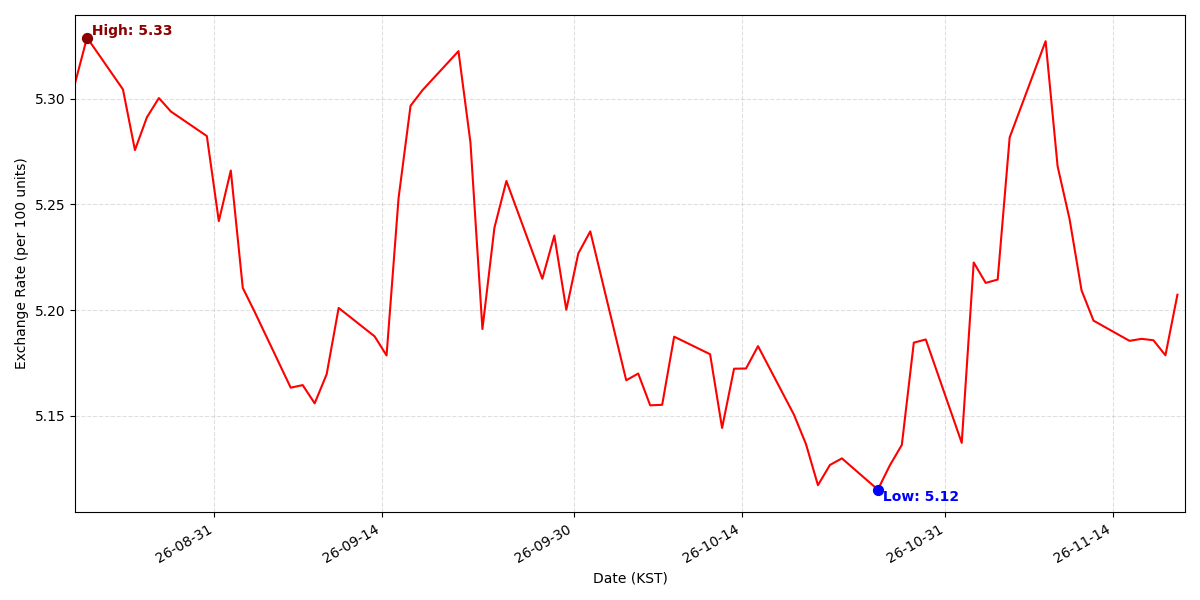 High: 5.33
5.30
5.25
5.20
5.15
Exchange Rate (per 100 units)
Low: 5.12
26-08-31
26-09-14
26-09-30
26-10-14
26-10-31
26-11-14
Date (KST)